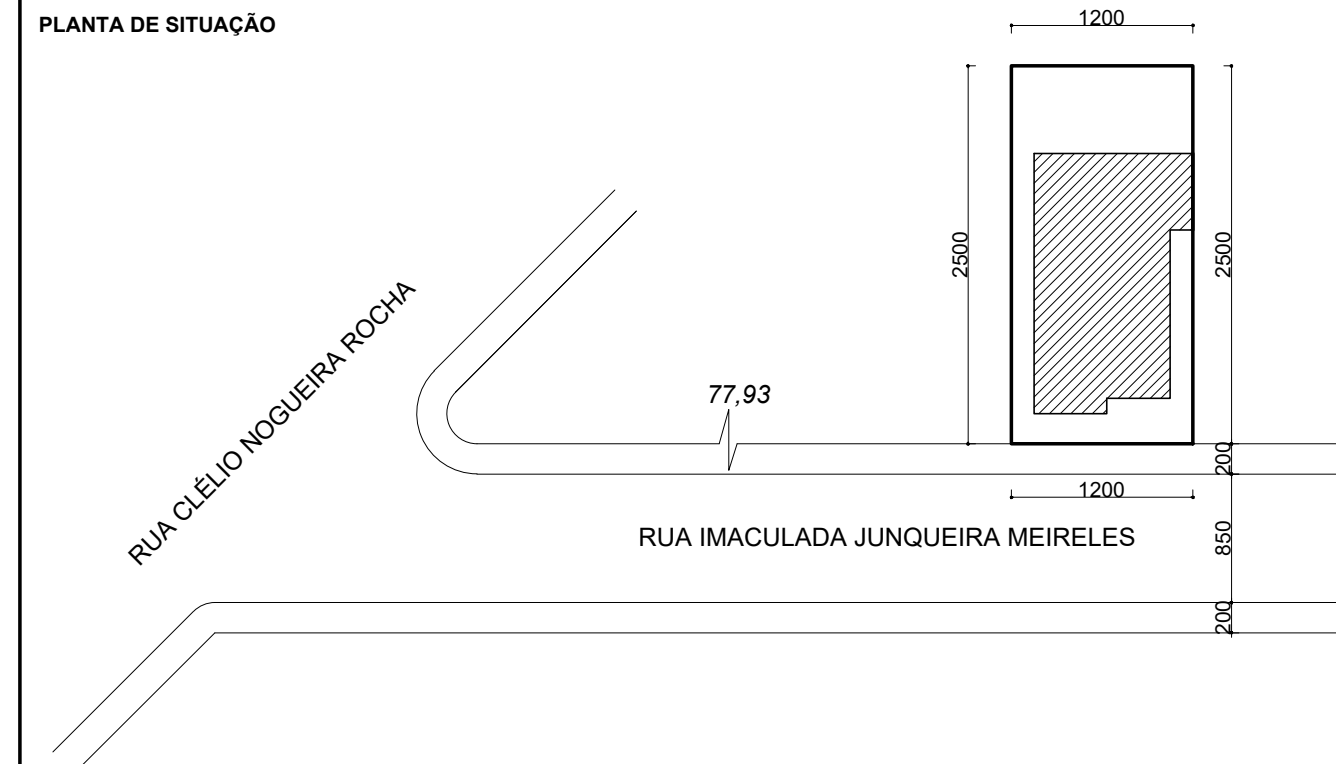 PLANTA DE SITUAÇÃO
1200
2500
2500
RUA CLÉLIO NOGUEIRA ROCHA
77,93
200
1200
RUA IMACULADA JUNQUEIRA MEIRELES
850
200